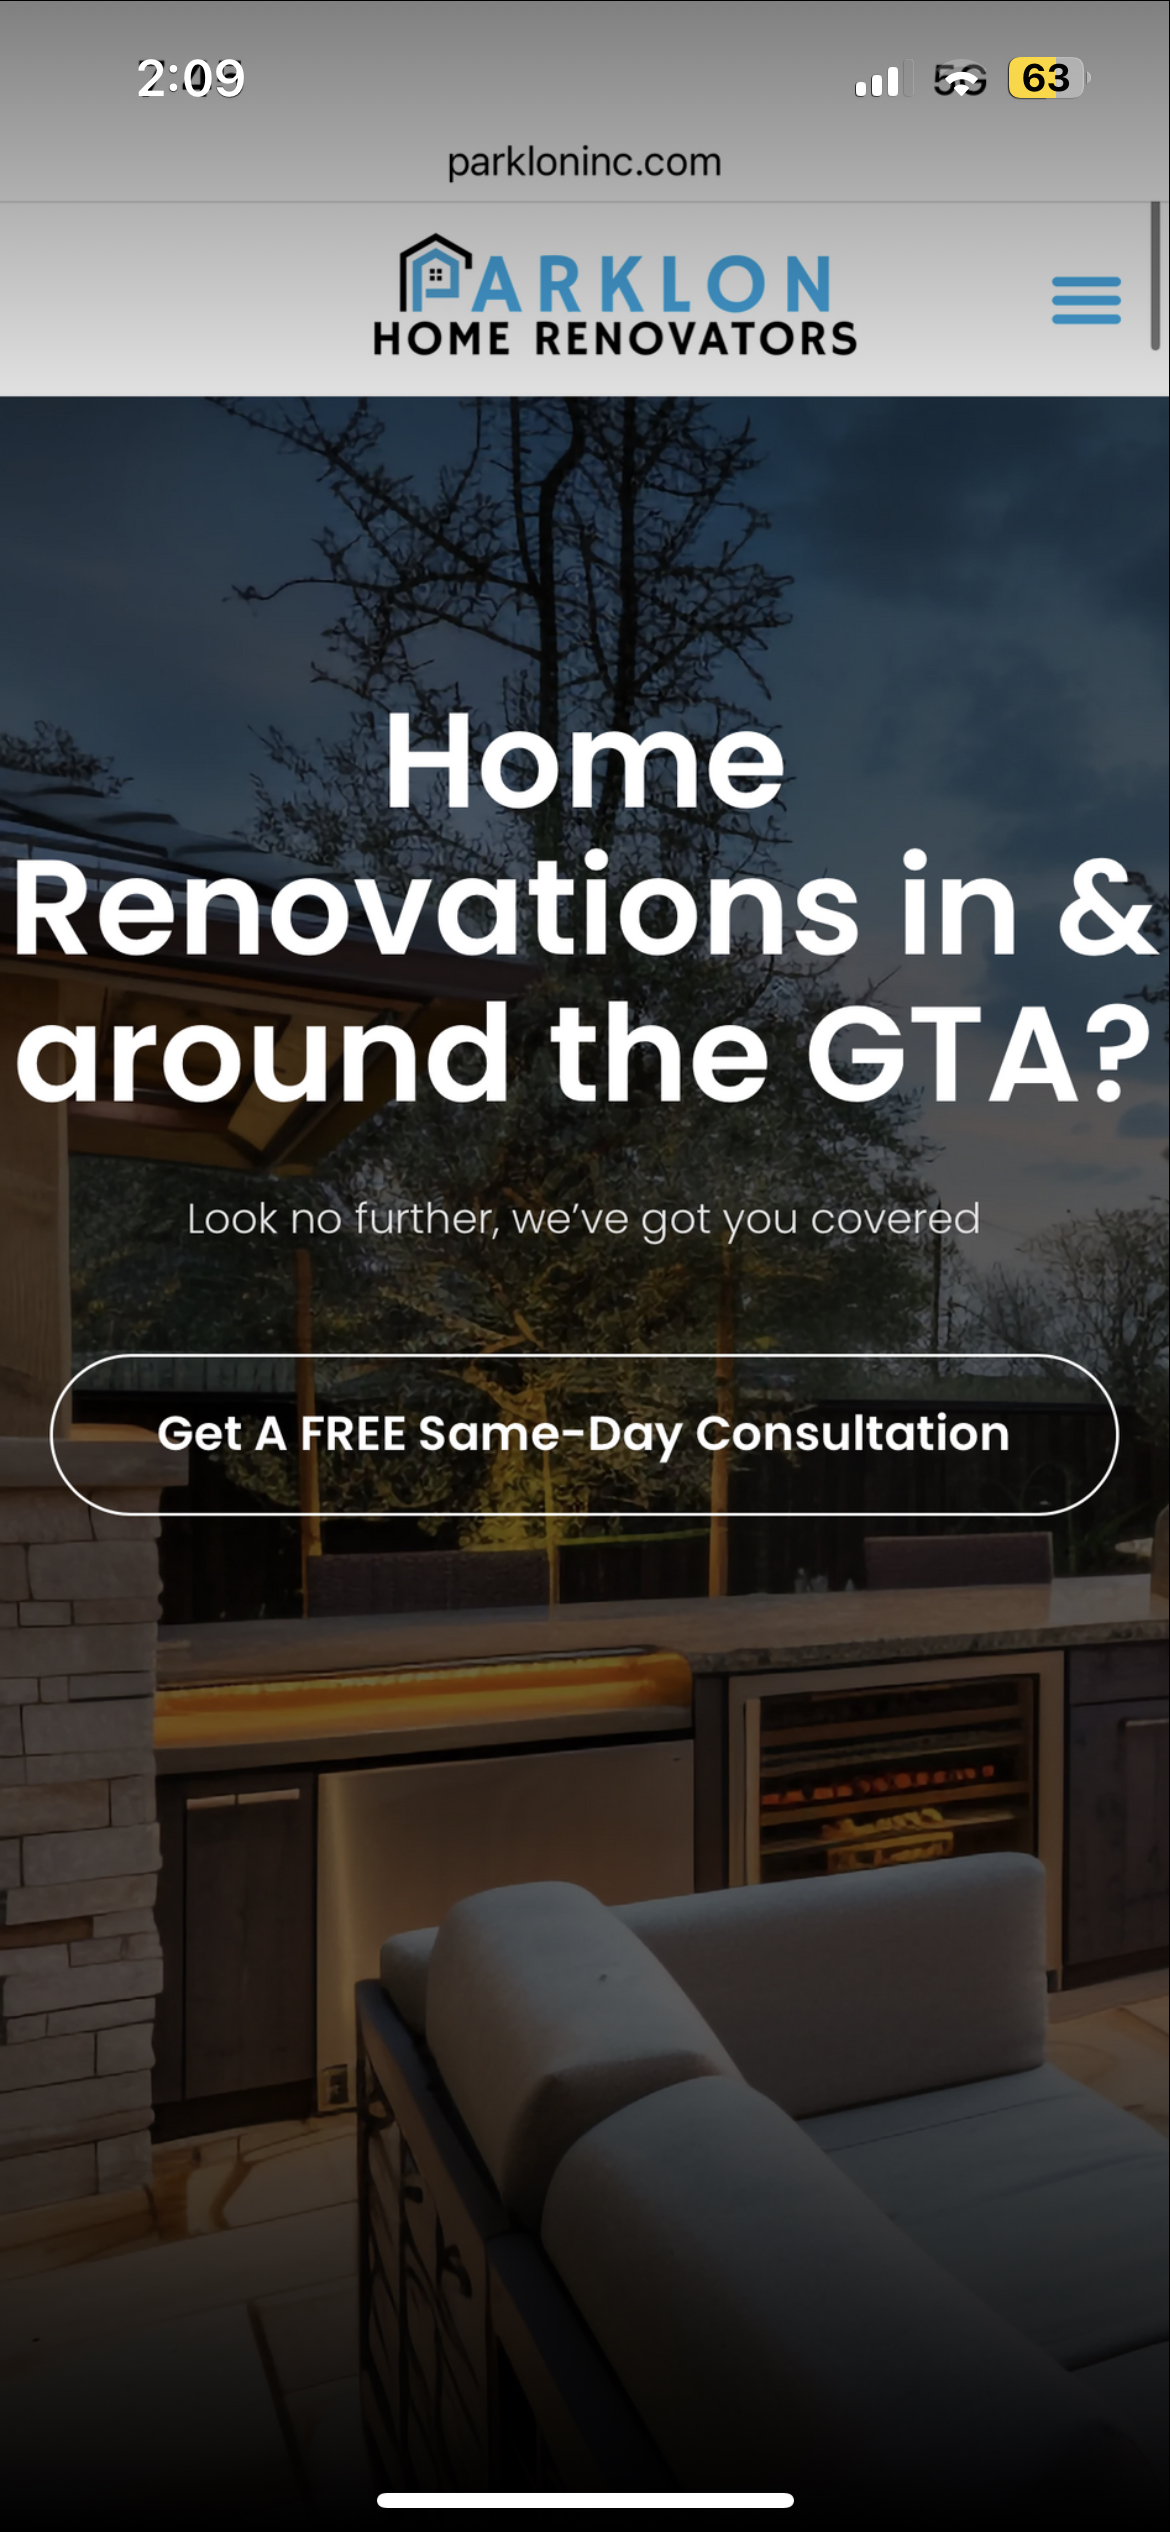 2:09
63
parkloninc.com
PARKLON
HOME RENOVATORS
Home
Renovations in &
around the GTA?
Look no further, we’ve got you covered
Get A FREE Same-Day Consultation